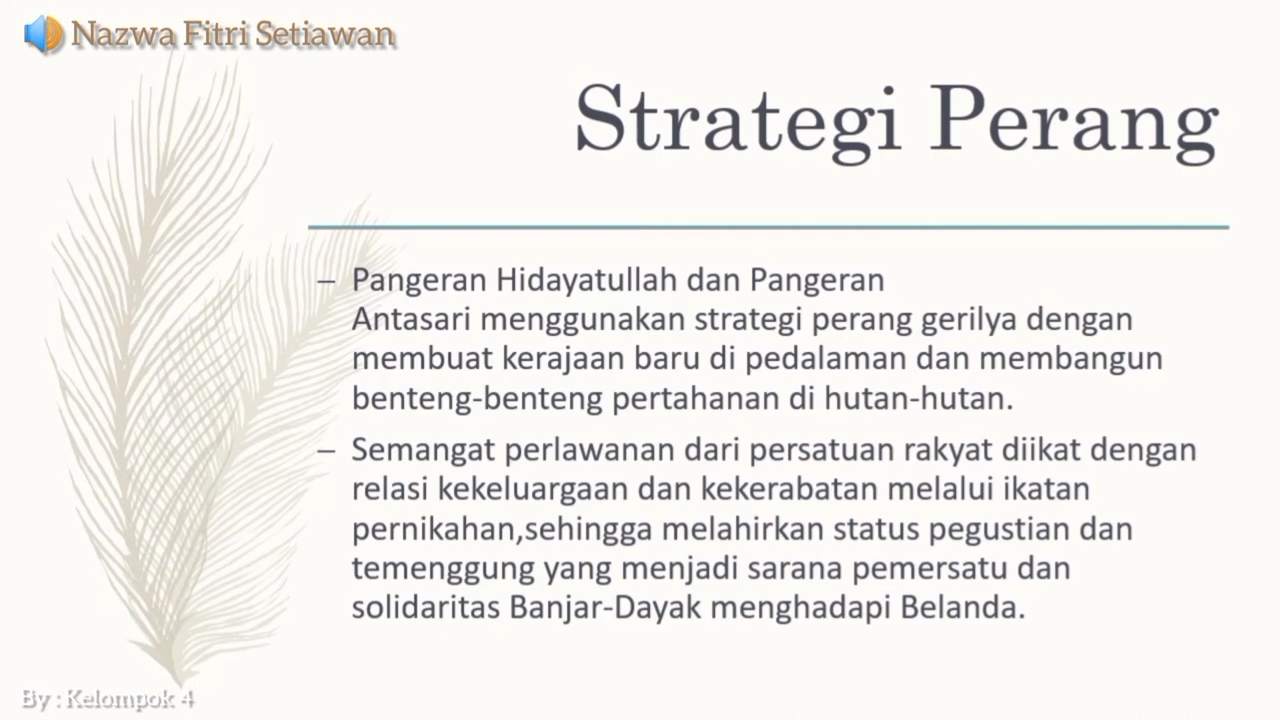 Nazwa Fitri Setiawan
Strategi Perang
– Pangeran Hidayatullah dan Pangeran
Antasari menggunakan strategi perang gerilya dengan
membuat kerajaan baru di pedalaman dan membangun
benteng-benteng pertahanan di hutan-hutan.
– Semangat perlawanan dari persatuan rakyat diikat dengan
relasi kekeluargaan dan kekerabatan melalui ikatan
pernikahan,sehingga melahirkan status pegustian dan
temenggung yang menjadi sarana pemersatu dan
solidaritas Banjar-Dayak menghadapi Belanda.
By : Kelompok 4